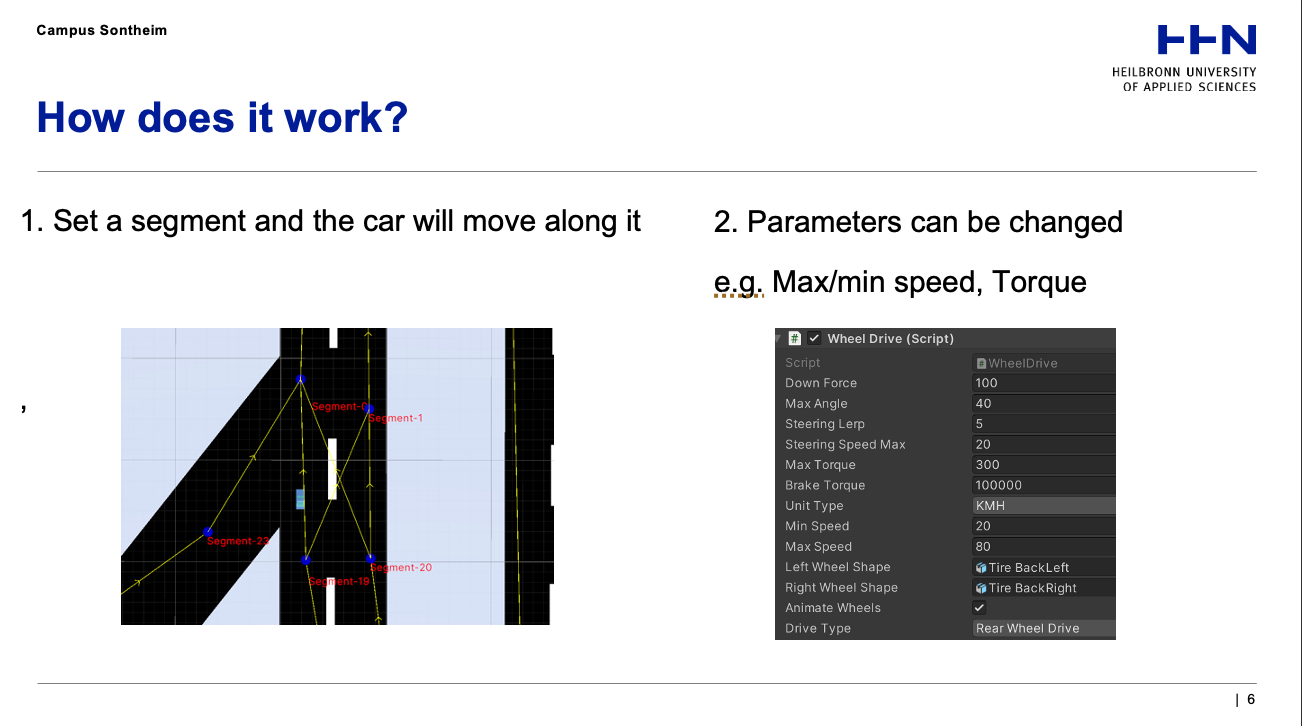 Campus Sontheim
HHN
HEILBRONN UNIVERSITY
OF APPLIED SCIENCES
How does it work?
1. Set a segment and the car will move along it
,
Segment-0
Segment-1
Segment-23
Segment-20
Segment-19
2. Parameters can be changed
e.g. Max/min speed, Torque
# Wheel Drive (Script)
Script # WheelDrive
Down Force 100
Max Angle 40
Steering Lerp 5
Steering Speed Max 20
Max Torque 300
Brake Torque 100000
Unit Type KMH
Min Speed 20
Max Speed 80
Left Wheel Shape Tire BackLeft
Right Wheel Shape Tire BackRight
Animate Wheels
Drive Type Rear Wheel Drive
| 6